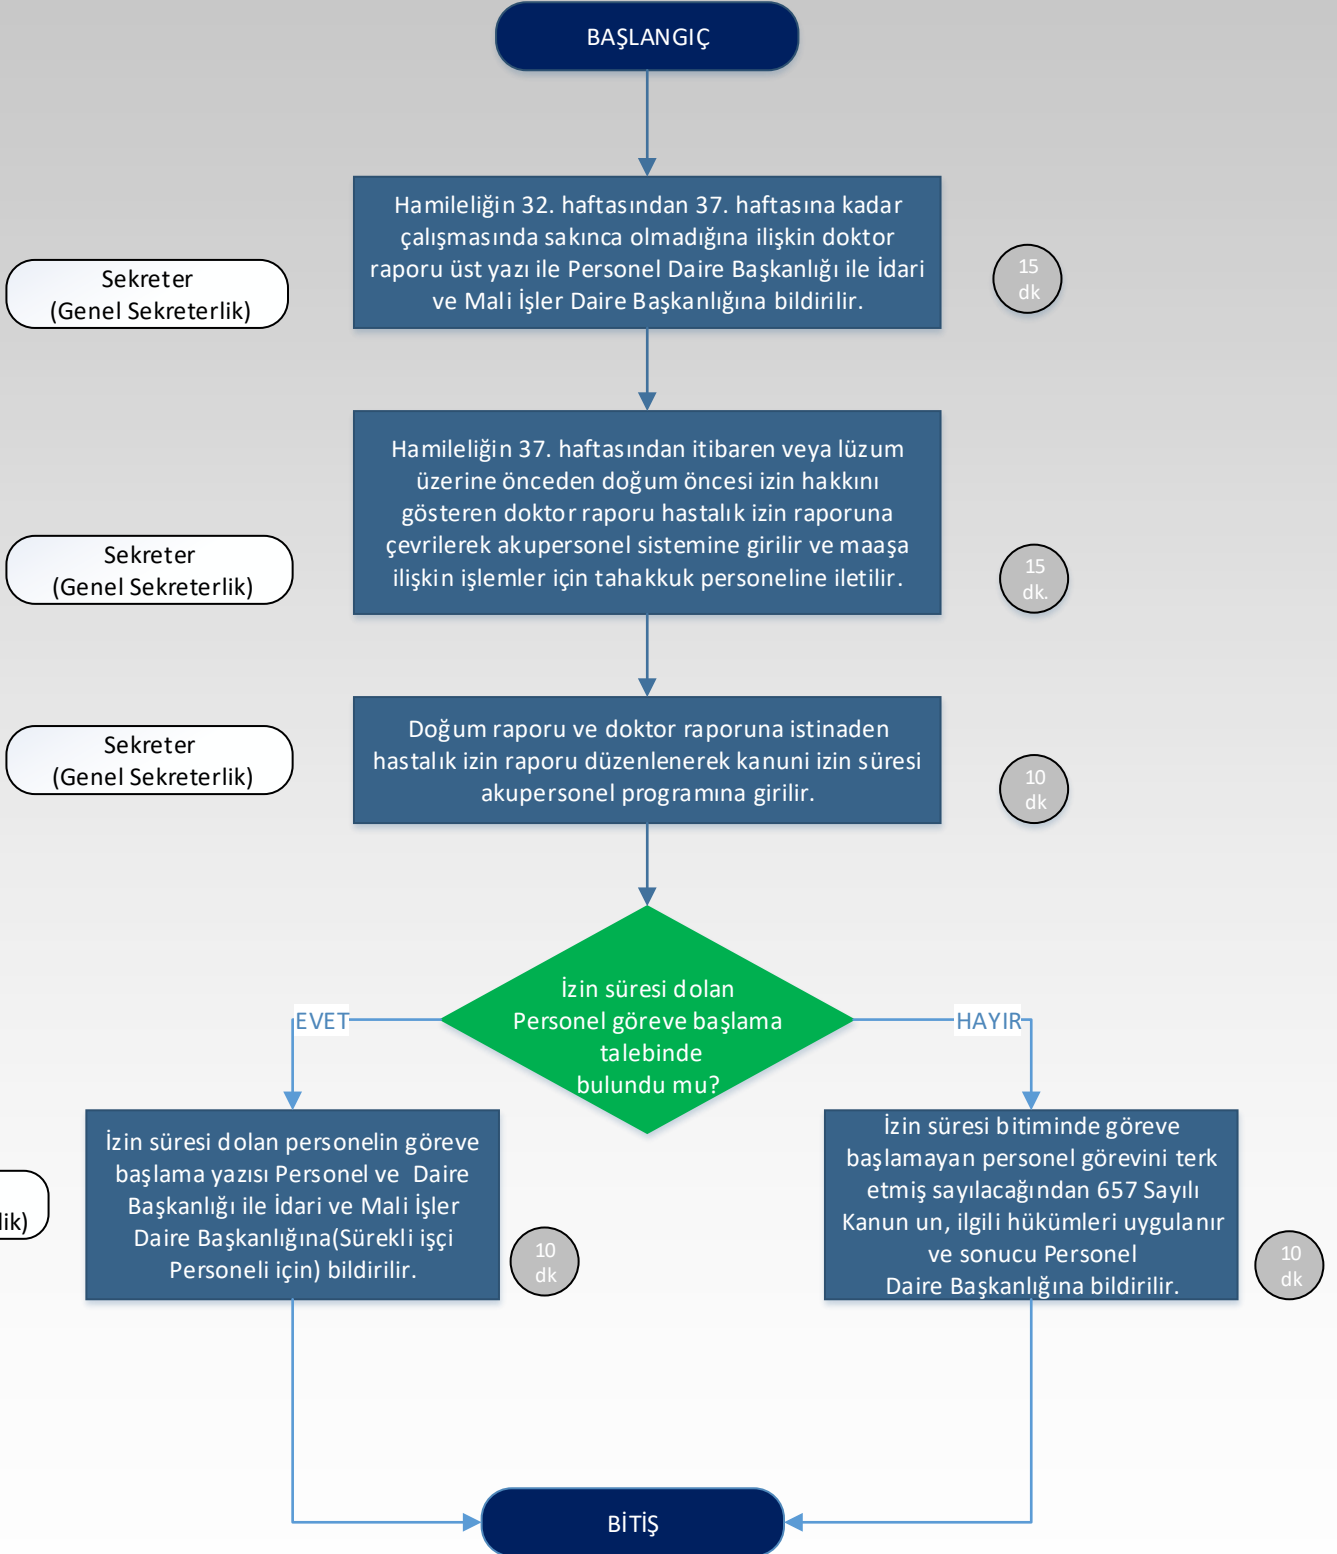 BAŞLANGIÇ
Hamileliğin 32. haftasından 37. haftasına kadar
çalışmasında sakınca olmadığına ilişkin doktor
raporu üst yazı ile Personel Daire Başkanlığı ile İdari
ve Mali İşler Daire Başkanlığına bildirilir.
Sekreter
(Genel Sekreterlik)
15
dk
Hamileliğin 37. haftasından itibaren veya lüzum
üzerine önceden doğum öncesi izin hakkını
gösteren doktor raporu hastalık izin raporuna
çevrilerek akupersonel sistemine girilir ve maaşa
ilişkin işlemler için tahakkuk personeline iletilir.
Sekreter
(Genel Sekreterlik)
15
dk.
Doğum raporu ve doktor raporuna istinaden
hastalık izin raporu düzenlenerek kanuni izin süresi
akupersonel programına girilir.
Sekreter
(Genel Sekreterlik)
10
dk
İzin süresi dolan
Personel göreve başlama
talebinde
bulundu mu?
EVET
HAYIR
İzin süresi dolan personelin göreve
başlama yazısı Personel ve  Daire
Başkanlığı ile İdari ve Mali İşler
Daire Başkanlığına(Sürekli işçi
Personeli için) bildirilir.
lik)
10
dk
İzin süresi bitiminde göreve
başlamayan personel görevini terk
etmiş sayılacağından 657 Sayılı
Kanun un, ilgili hükümleri uygulanır
ve sonucu Personel
Daire Başkanlığına bildirilir.
10
dk
BİTİŞ